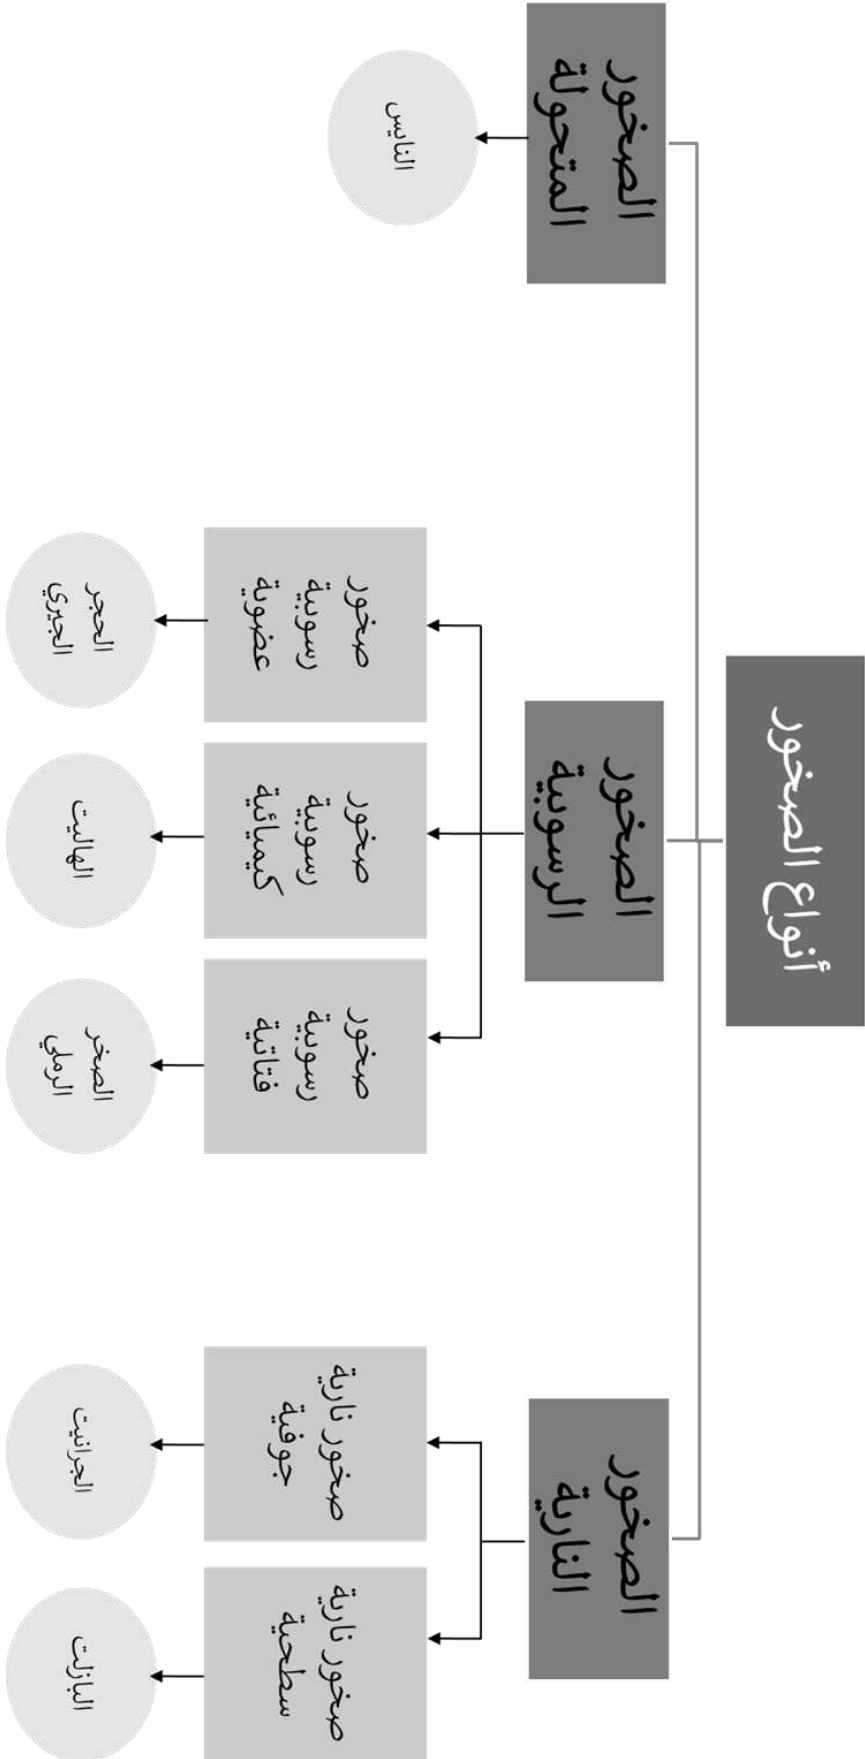 أنواع الصخور
الصخور
النارية
الصخور
الرسوبية
الصخور
المتحولة
صخور نارية
سطحية
صخور نارية
جوفية
صخور
رسوبية
فتاتية
صخور
رسوبية
كيميائية
صخور
رسوبية
عضوية
البازلت
الجرانيت
الصخر
الرملي
الهاليت
الحجر
الجيري
النايس